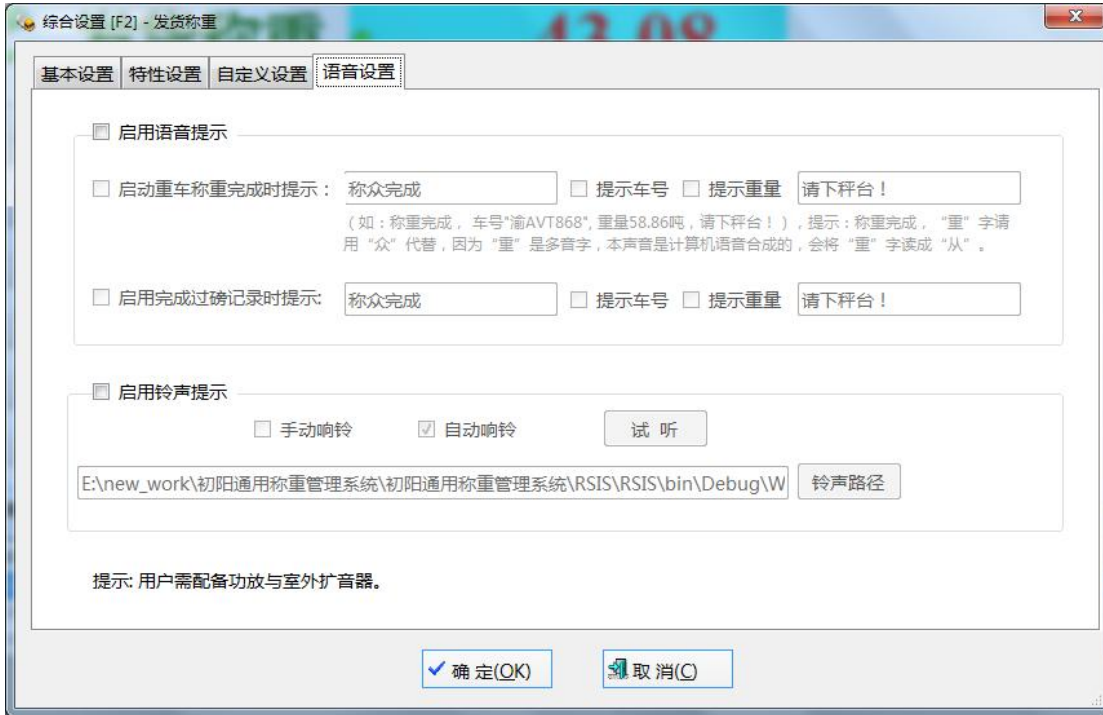 综合设置 [F2] - 发货称重
43.08
基本设置 特性设置 自定义设置 语音设置
启用语音提示
启动重车称重完成时提示： 称众完成 提示车号 提示重量 请下秤台！
（如：称重完成， 车号"渝AVT868", 重量58.86吨，请下秤台！），提示：称重完成， “重”字请
用“众”代替，因为“重”是多音字，本声音是计算机语音合成的，会将“重”字读成“从”。
启用完成过磅记录时提示: 称众完成 提示车号 提示重量 请下秤台！
启用铃声提示
手动响铃 自动响铃 试 听
E:\new_work\初阳通用称重管理系统\初阳通用称重管理系统\RSIS\RSIS\bin\Debug\W 铃声路径
提示: 用户需配备功放与室外扩音器。
确 定(OK) 取 消(C)